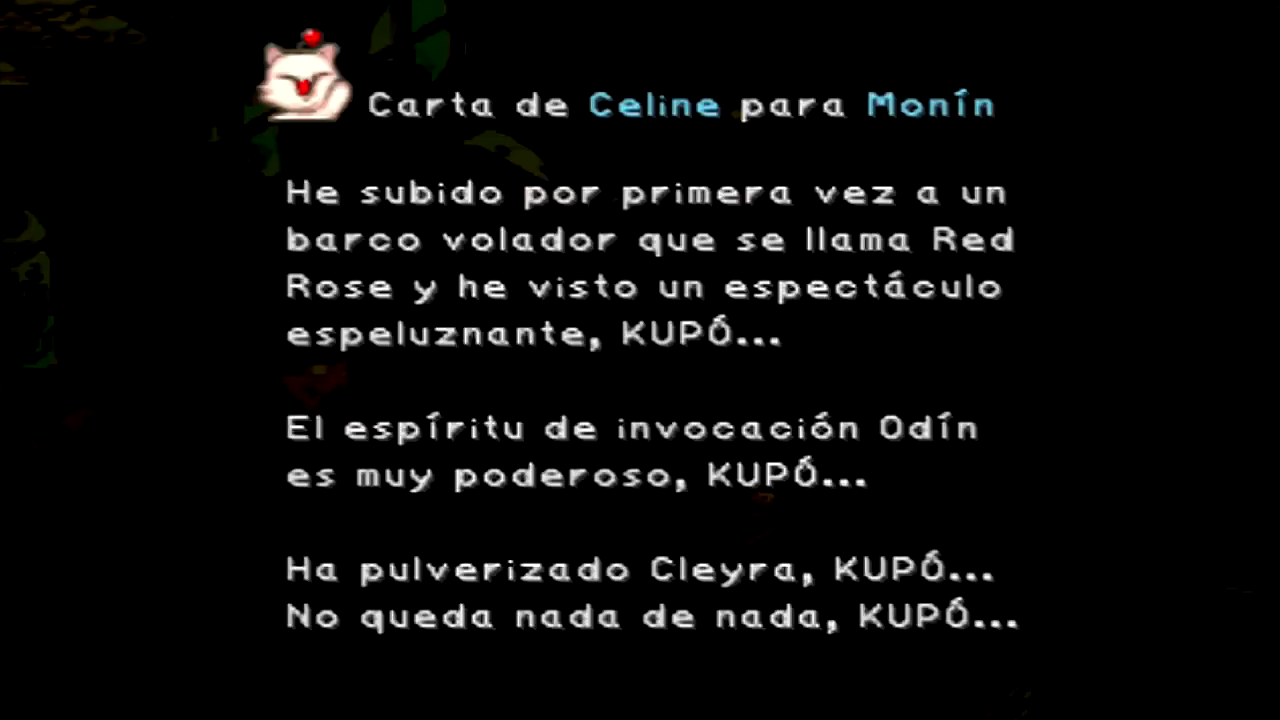 Carta de Celine para Monín
He subido por primera vez a un
barco volador que se llama Red
Rose y he visto un espectáculo
espeluznante, KUPÓ...
El espíritu de invocación Odín
es muy poderoso, KUPÓ...
Ha pulverizado Cleyra, KUPÓ...
No queda nada de nada, KUPÓ...